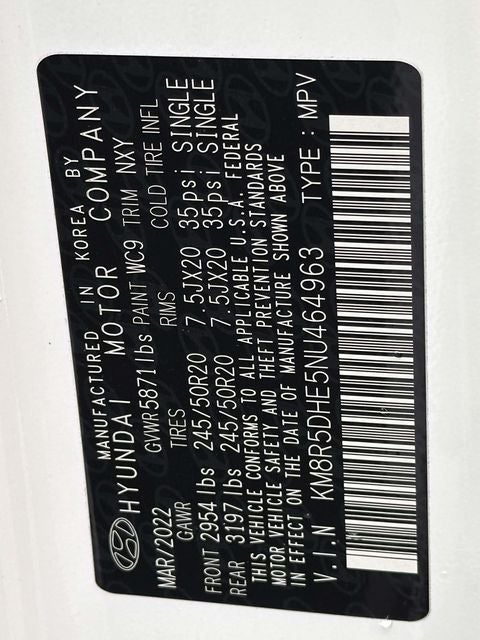 MANUFACTURED IN KOREA BY
HYUNDAI MOTOR COMPANY
MAR/2022 GVWR 5871 lbs PAINT WC9 TRIM NXY
GAWR TIRES RIMS COLD TIRE INFL
FRONT 2954 lbs 245/50R20 7.5JX20 35psi SINGLE
REAR 3197 lbs 245/50R20 7.5JX20 35psi SINGLE
THIS VEHICLE CONFORMS TO ALL APPLICABLE U.S.A. FEDERAL
MOTOR VEHICLE SAFETY AND THEFT PREVENTION STANDARDS
IN EFFECT ON THE DATE OF MANUFACTURE SHOWN ABOVE
V.I.N KM8R5DHE5NU464963 TYPE : MPV